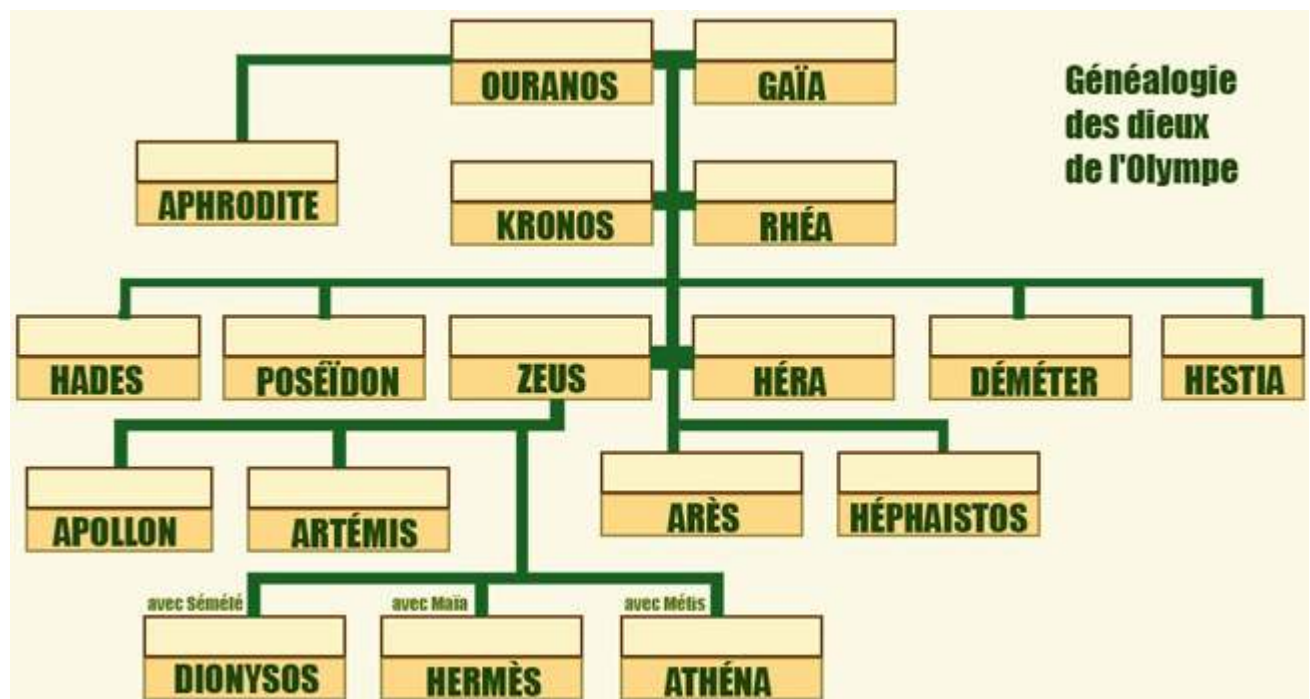 OURANOS
GAÏA
Généalogie
des dieux
de l'Olympe
APHRODITE
KRONOS
RHÉA
HADES
POSÉÏDON
ZEUS
HÉRA
DÉMÉTER
HESTIA
APOLLON
ARTÉMIS
ARÈS
HÉPHAISTOS
avec Sémélé
avec Maïa
avec Métis
DIONYSOS
HERMÈS
ATHÉNA